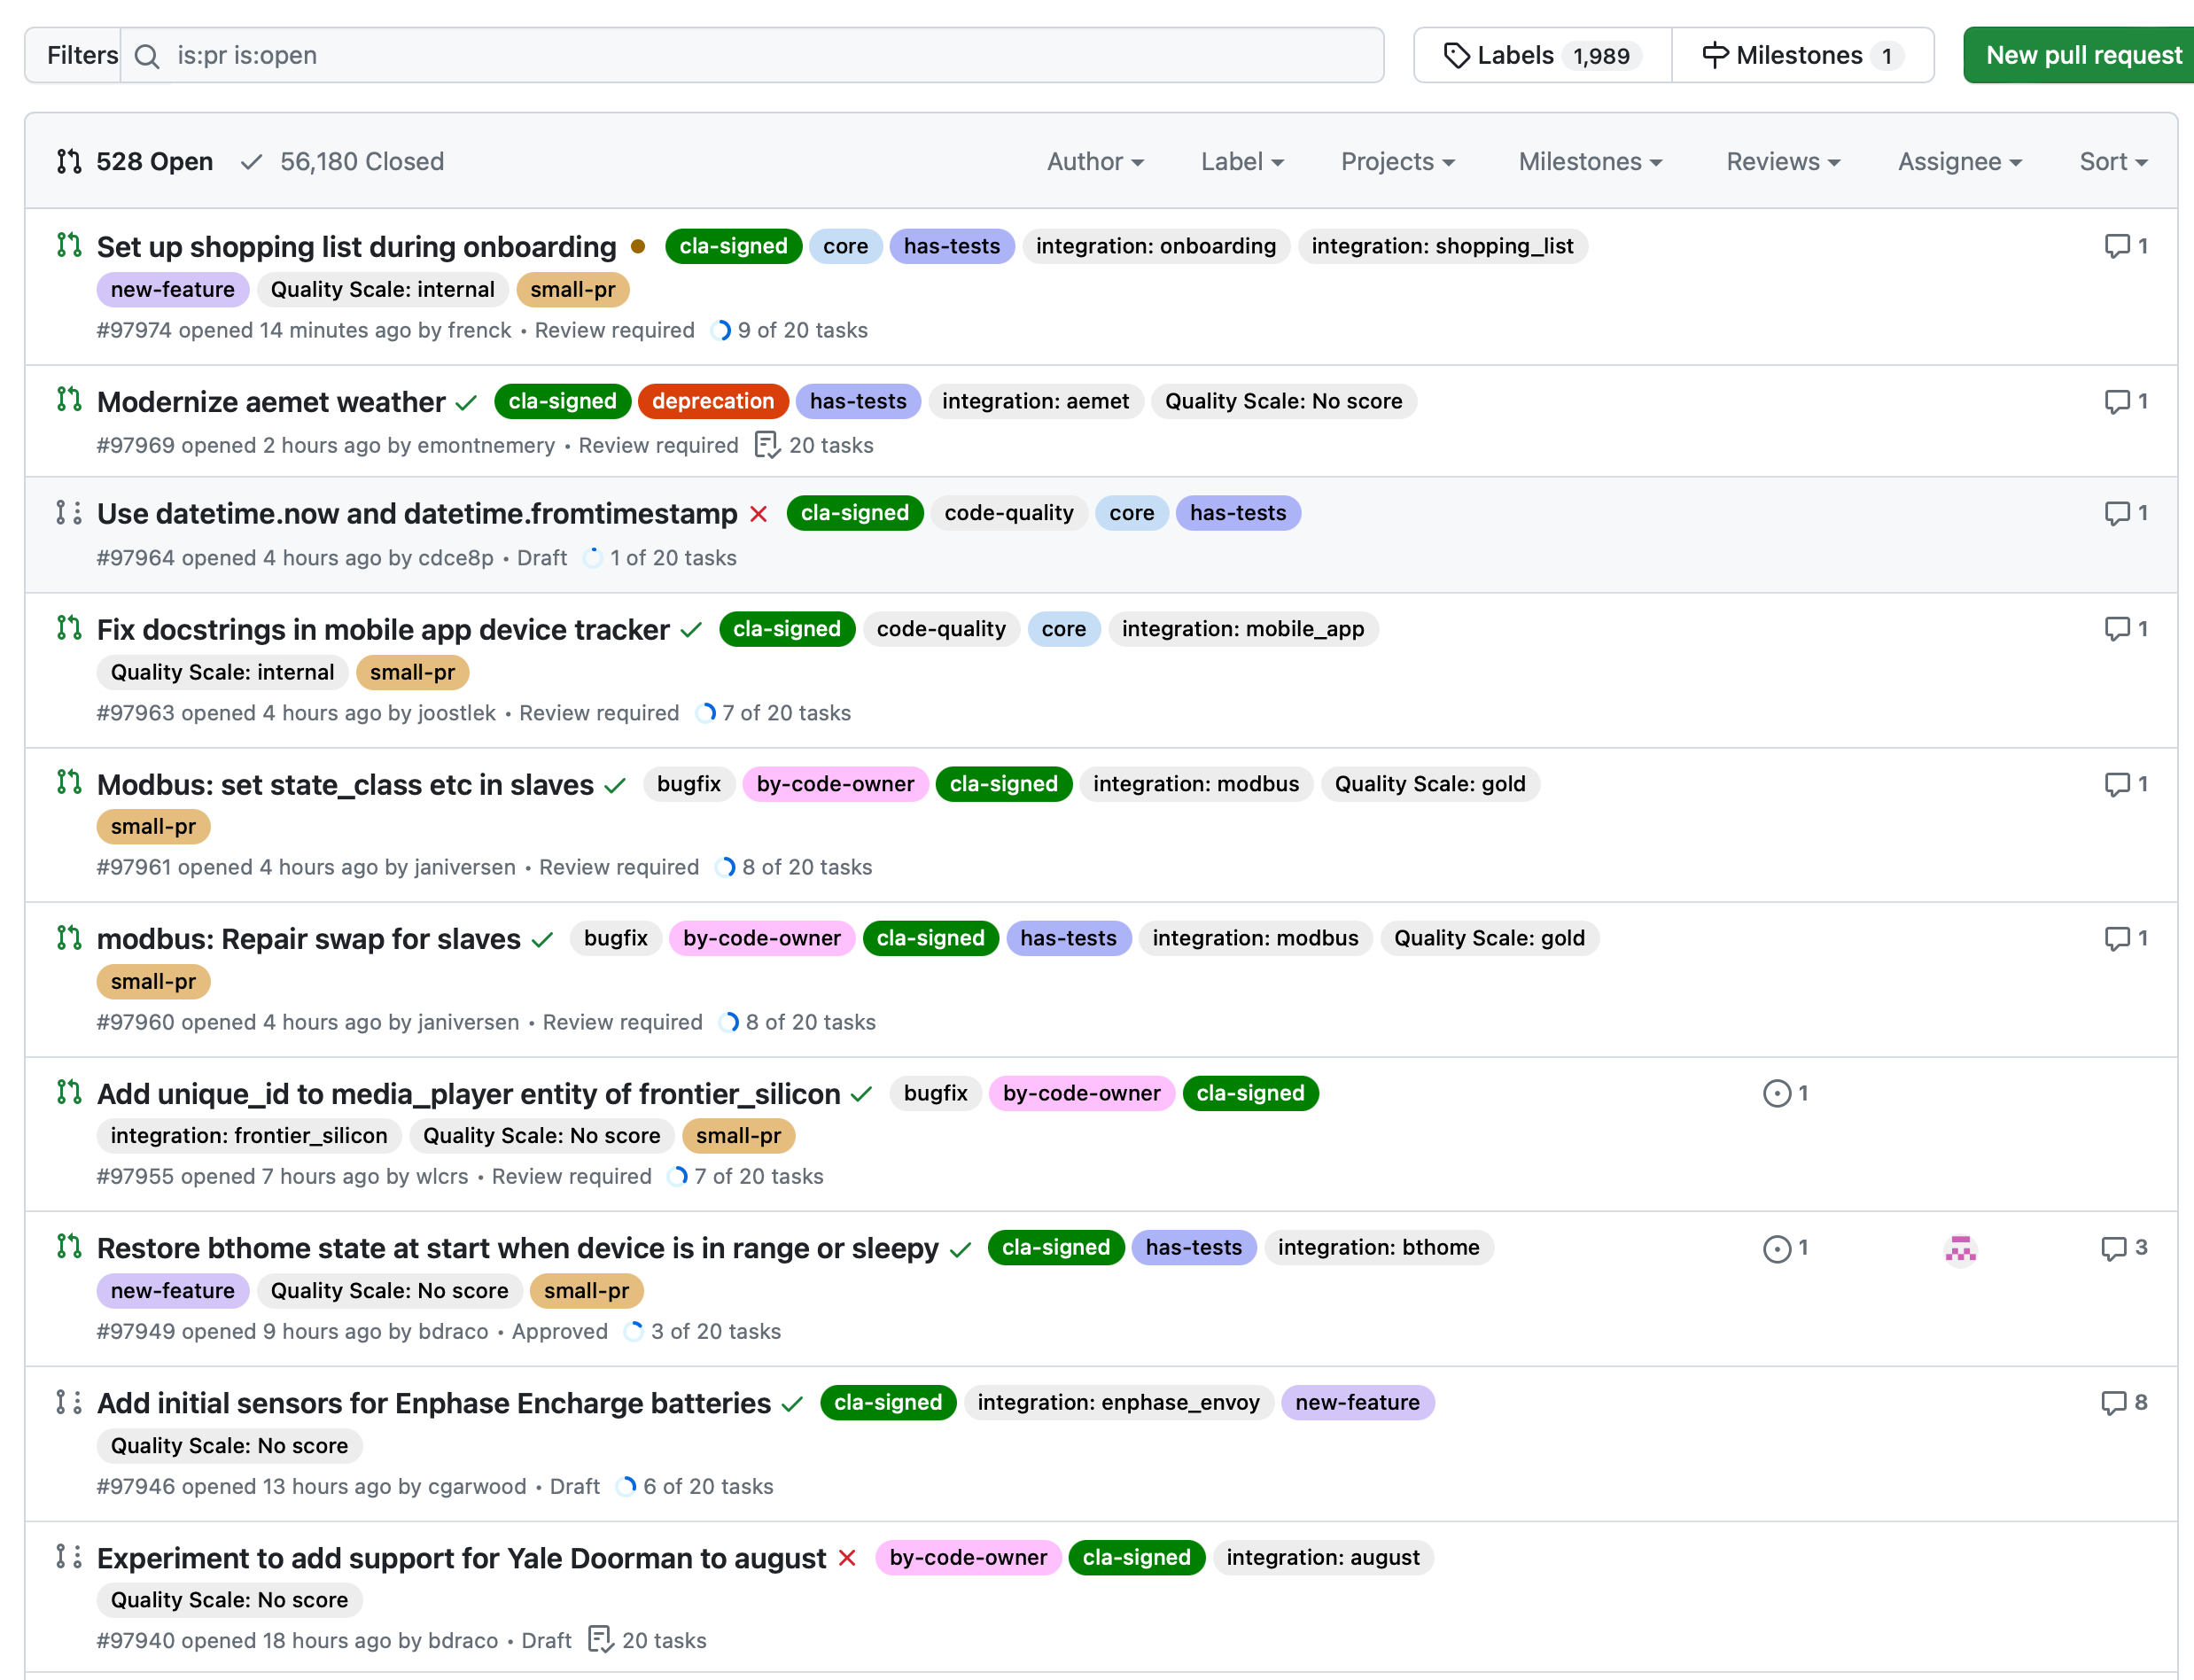 Filters is:pr is:open Labels 1,989 Milestones 1 New pull request
528 Open 56,180 Closed Author Label Projects Milestones Reviews Assignee Sort
Set up shopping list during onboarding cla-signed core has-tests integration: onboarding integration: shopping_list 1
new-feature Quality Scale: internal small-pr
#97974 opened 14 minutes ago by frenck • Review required 9 of 20 tasks
Modernize aemet weather cla-signed deprecation has-tests integration: aemet Quality Scale: No score 1
#97969 opened 2 hours ago by emontnemery • Review required 20 tasks
Use datetime.now and datetime.fromtimestamp cla-signed code-quality core has-tests 1
#97964 opened 4 hours ago by cdce8p • Draft 1 of 20 tasks
Fix docstrings in mobile app device tracker cla-signed code-quality core integration: mobile_app 1
Quality Scale: internal small-pr
#97963 opened 4 hours ago by joostlek • Review required 7 of 20 tasks
Modbus: set state_class etc in slaves bugfix by-code-owner cla-signed integration: modbus Quality Scale: gold 1
small-pr
#97961 opened 4 hours ago by janiversen • Review required 8 of 20 tasks
modbus: Repair swap for slaves bugfix by-code-owner cla-signed has-tests integration: modbus Quality Scale: gold 1
small-pr
#97960 opened 4 hours ago by janiversen • Review required 8 of 20 tasks
Add unique_id to media_player entity of frontier_silicon bugfix by-code-owner cla-signed 1
integration: frontier_silicon Quality Scale: No score small-pr
#97955 opened 7 hours ago by wlcrs • Review required 7 of 20 tasks
Restore bthome state at start when device is in range or sleepy cla-signed has-tests integration: bthome 1 3
new-feature Quality Scale: No score small-pr
#97949 opened 9 hours ago by bdraco • Approved 3 of 20 tasks
Add initial sensors for Enphase Encharge batteries cla-signed integration: enphase_envoy new-feature 8
Quality Scale: No score
#97946 opened 13 hours ago by cgarwood • Draft 6 of 20 tasks
Experiment to add support for Yale Doorman to august by-code-owner cla-signed integration: august
Quality Scale: No score
#97940 opened 18 hours ago by bdraco • Draft 20 tasks